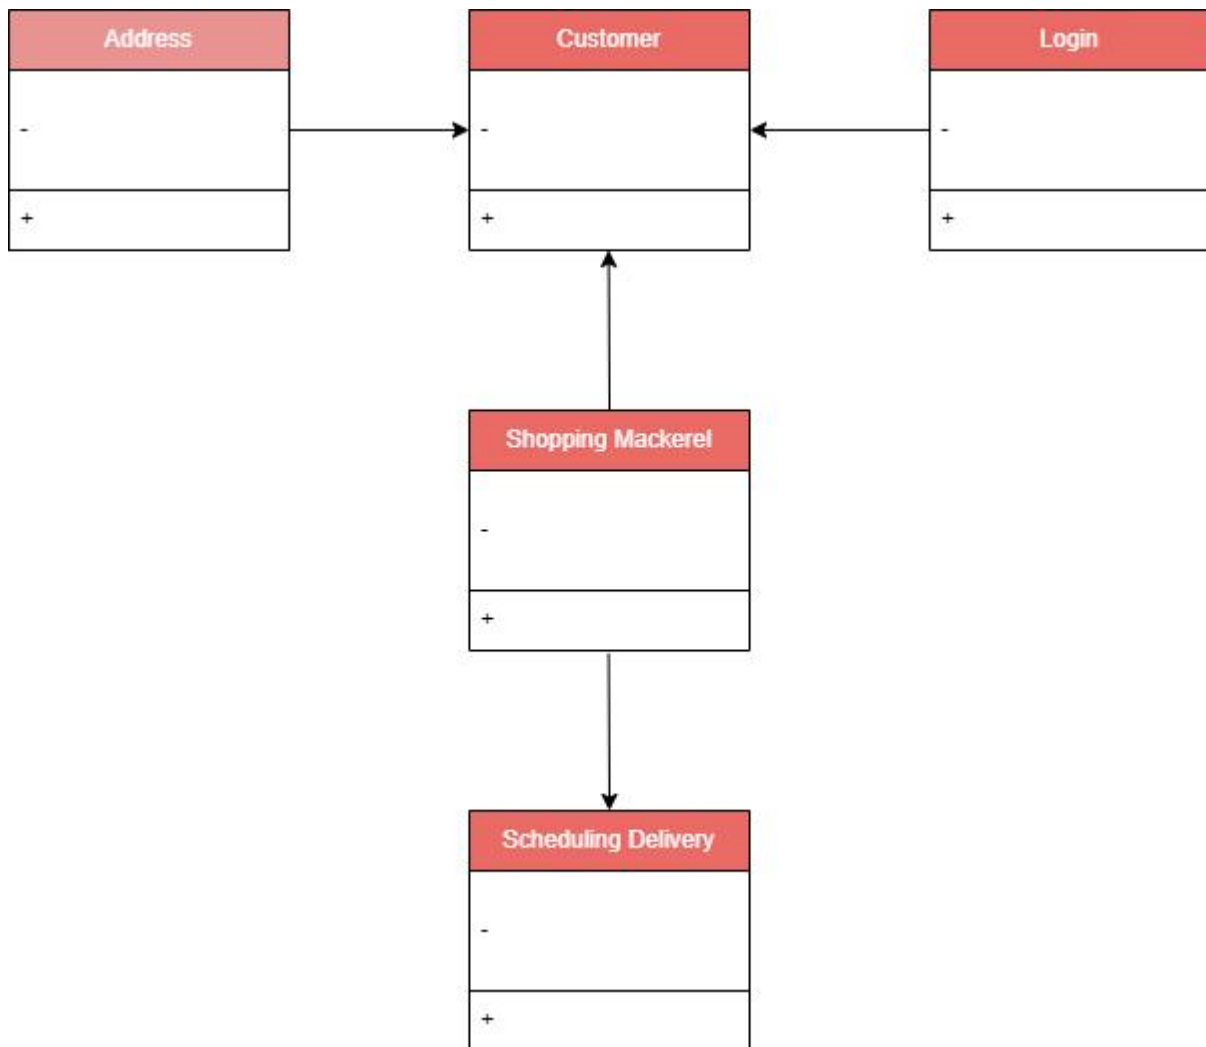 Address
Customer
Login
-
-
-
+
+
+
Shopping Mackerel
-
+
Scheduling Delivery
-
+